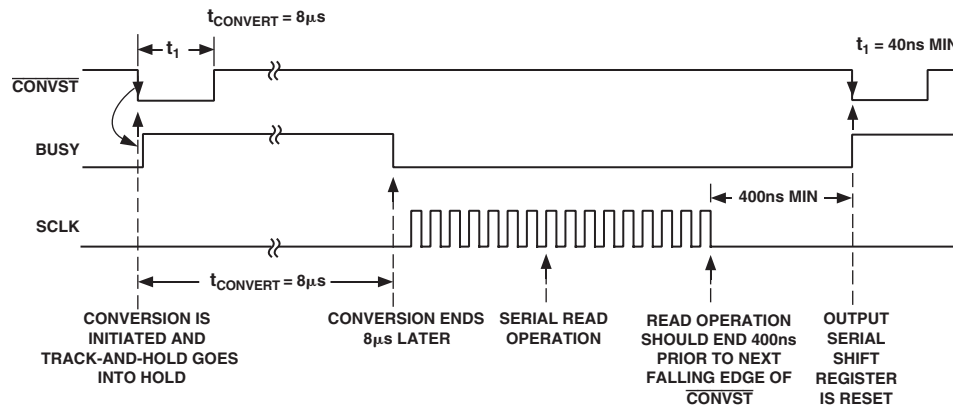 tCONVERT = 8µs
t1
t1 = 40ns MIN
CONVST
BUSY
400ns MIN
SCLK
tCONVERT = 8µs
CONVERSION IS
INITIATED AND
TRACK-AND-HOLD GOES
INTO HOLD
CONVERSION ENDS
8µs LATER
SERIAL READ
OPERATION
READ OPERATION
SHOULD END 400ns
PRIOR TO NEXT
FALLING EDGE OF
CONVST
OUTPUT
SERIAL
SHIFT
REGISTER
IS RESET